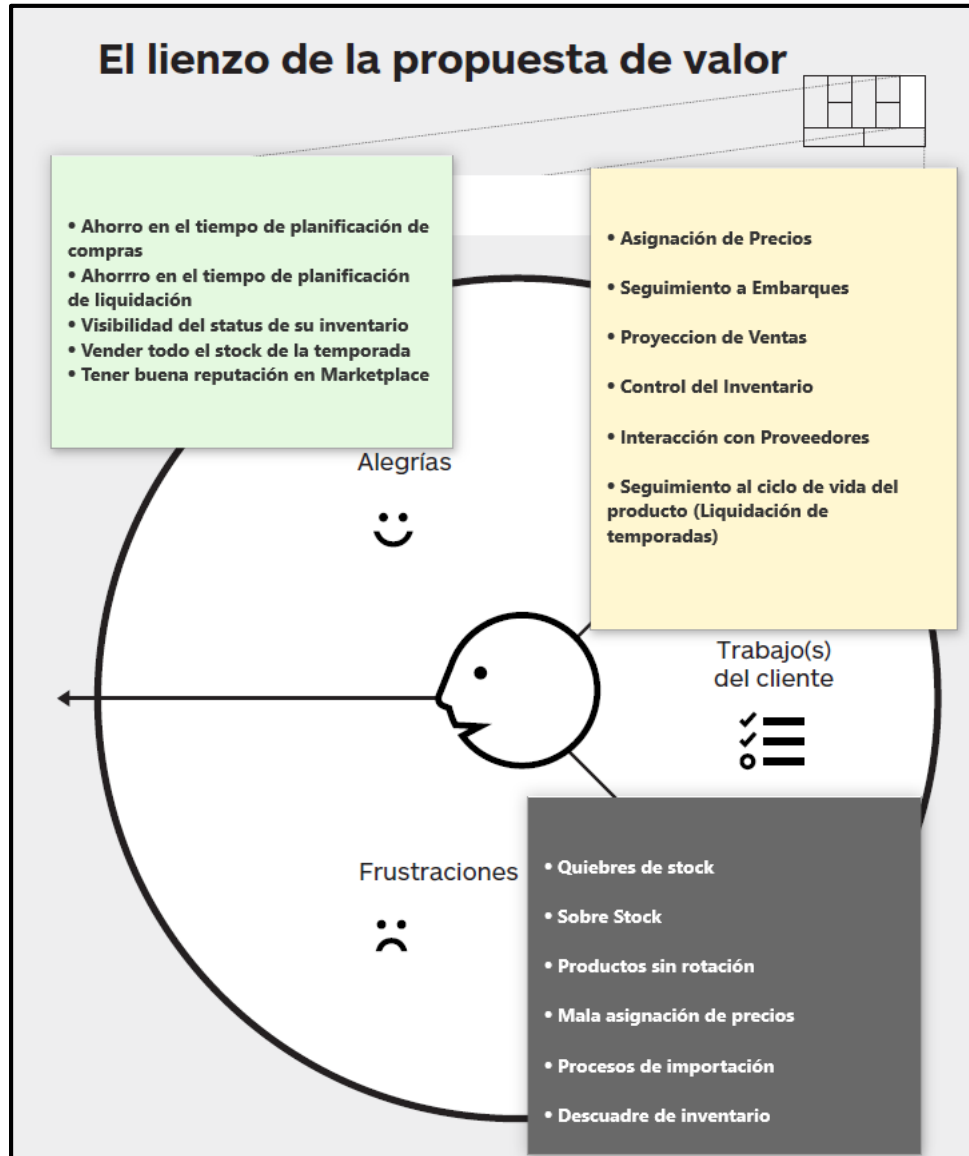 El lienzo de la propuesta de valor
• Ahorro en el tiempo de planificación de
compras
• Ahorrro en el tiempo de planificación
de liquidación
• Visibilidad del status de su inventario
• Vender todo el stock de la temporada
• Tener buena reputación en Marketplace
• Asignación de Precios
• Seguimiento a Embarques
• Proyeccion de Ventas
• Control del Inventario
• Interacción con Proveedores
• Seguimiento al ciclo de vida del
producto (Liquidación de
temporadas)
Alegrías
Trabajo(s)
del cliente
Frustraciones
• Quiebres de stock
• Sobre Stock
• Productos sin rotación
• Mala asignación de precios
• Procesos de importación
• Descuadre de inventario